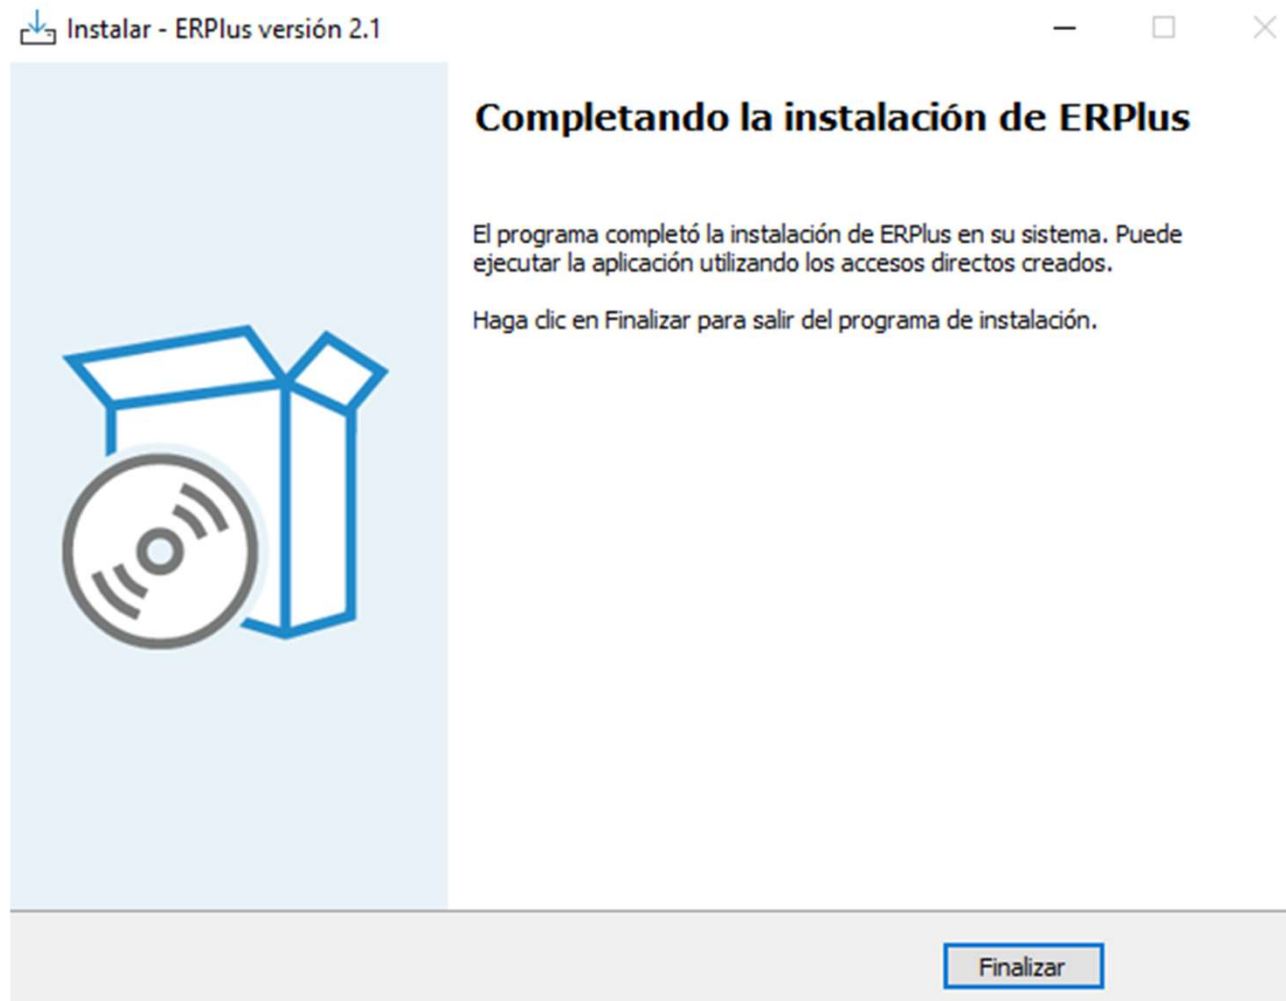 Instalar - ERPlus versión 2.1
Completando la instalación de ERPlus
El programa completó la instalación de ERPlus en su sistema. Puede
ejecutar la aplicación utilizando los accesos directos creados.
Haga clic en Finalizar para salir del programa de instalación.
Finalizar